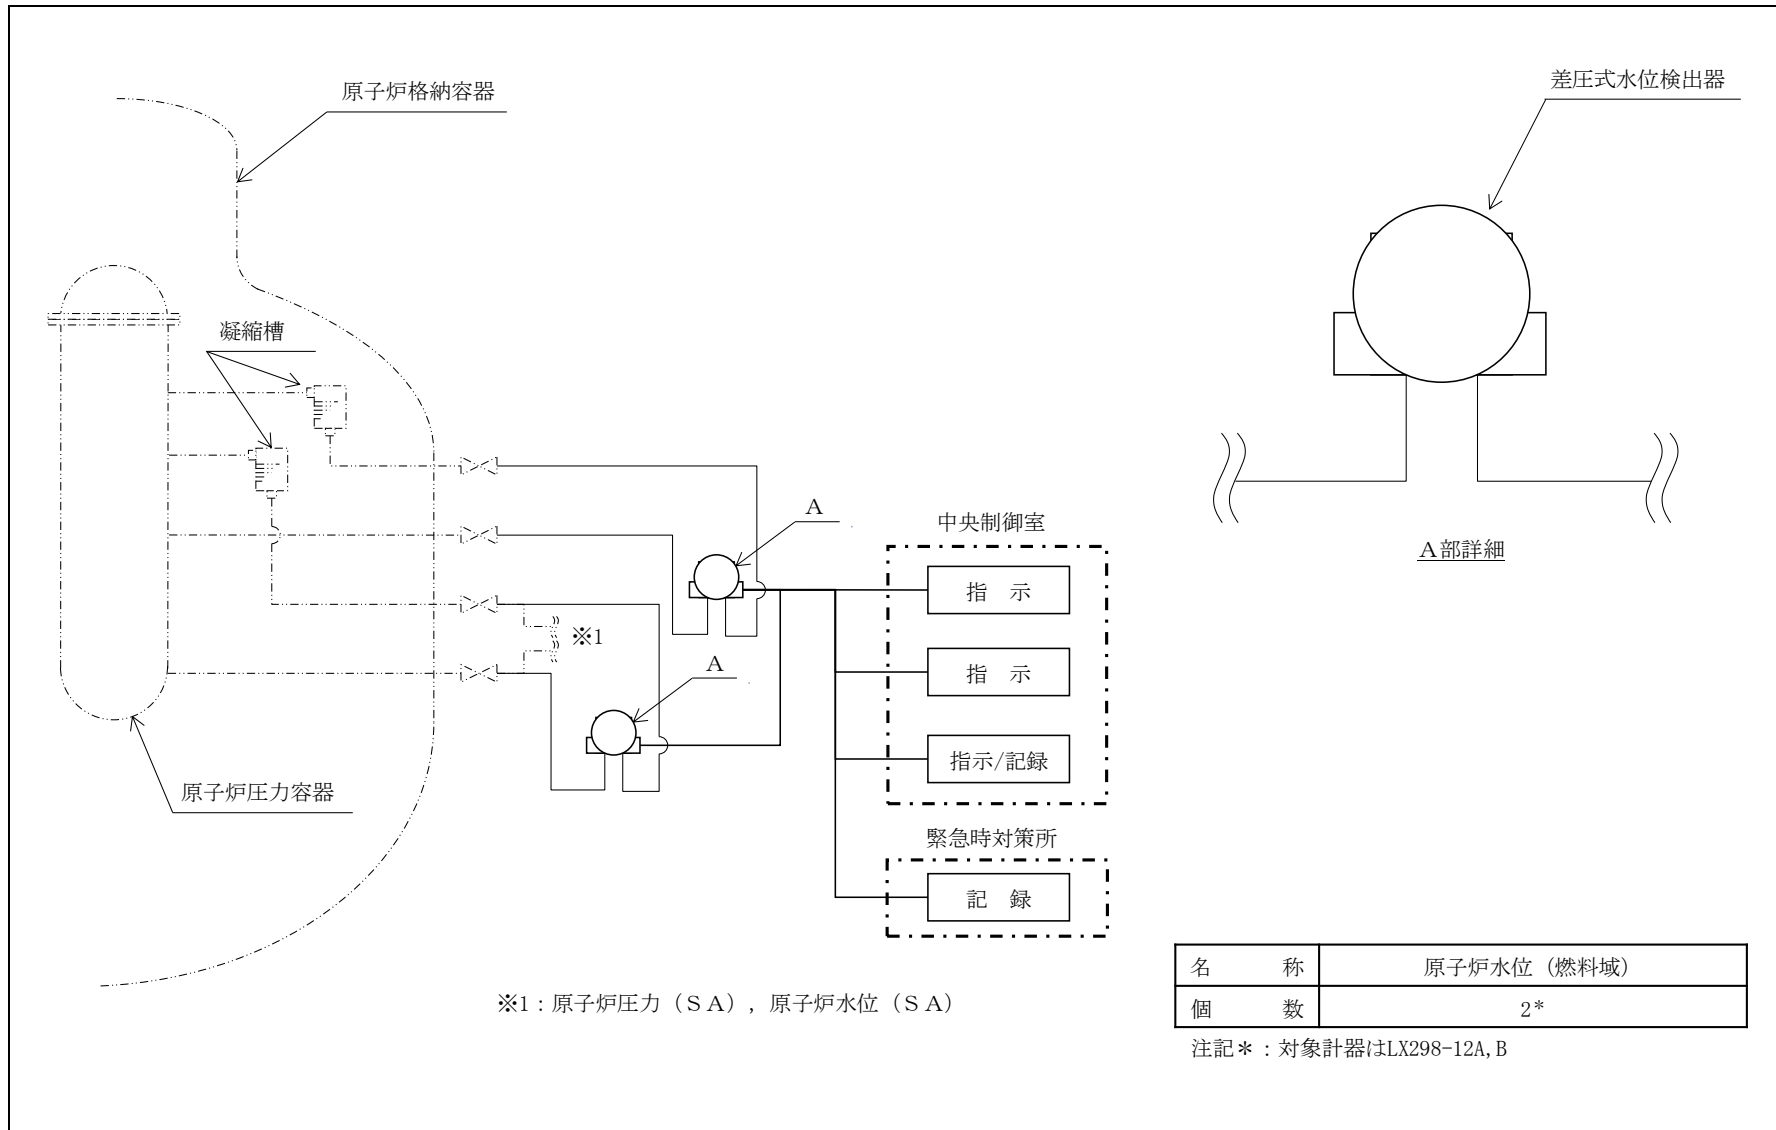 原子炉格納容器
差圧式水位検出器
凝縮槽
A
中央制御室
A部詳細
指 示
※1
指 示
A
指示/記録
原子炉圧力容器
緊急時対策所
記 録
名 称 原子炉水位（燃料域）
個 数 2*
※1：原子炉圧力（ＳＡ），原子炉水位（ＳＡ）
注記＊：対象計器はLX298-12A,B